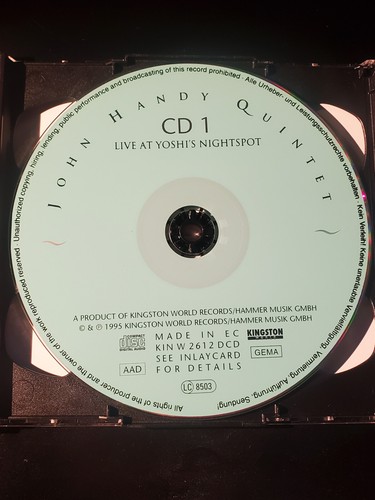 JOHN HANDY QUINTET
CD 1
LIVE AT YOSHI'S NIGHTSPOT
A PRODUCT OF KINGSTON WORLD RECORDS/HAMMER MUSIK GMBH
© & ℗ 1995 KINGSTON WORLD RECORDS/HAMMER MUSIK GMBH
COMPACT
disc
DIGITAL AUDIO
MADE IN EC
KINGSTON
KIN W 2612 DCD
SEE INLAYCARD
GEMA
AAD
FOR DETAILS
LC 8503
All rights of the producer and the owner of the work reproduced reserved · Unauthorized copying, hiring, lending, public performance and broadcasting of this record prohibited · Alle Urheber- und Leistungsschutzrechte vorbehalten · Kein Verleih! Keine unerlaubte Vervielfältigung, Vermietung, Aufführung, Sendung!